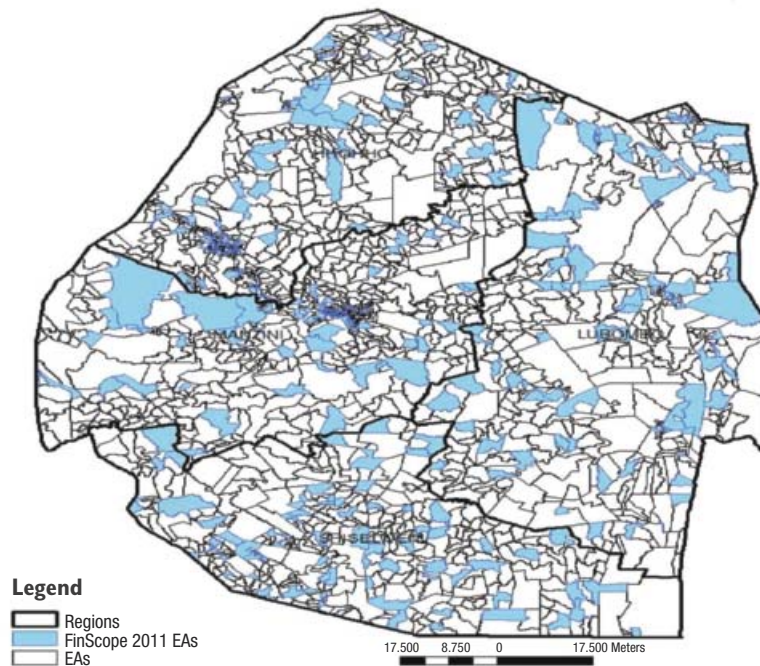 MANZINI
LUBOMBO
SHISELWENI
Legend
Regions
FinScope 2011 EAs
EAs
17.500 8.750 0 17.500 Meters